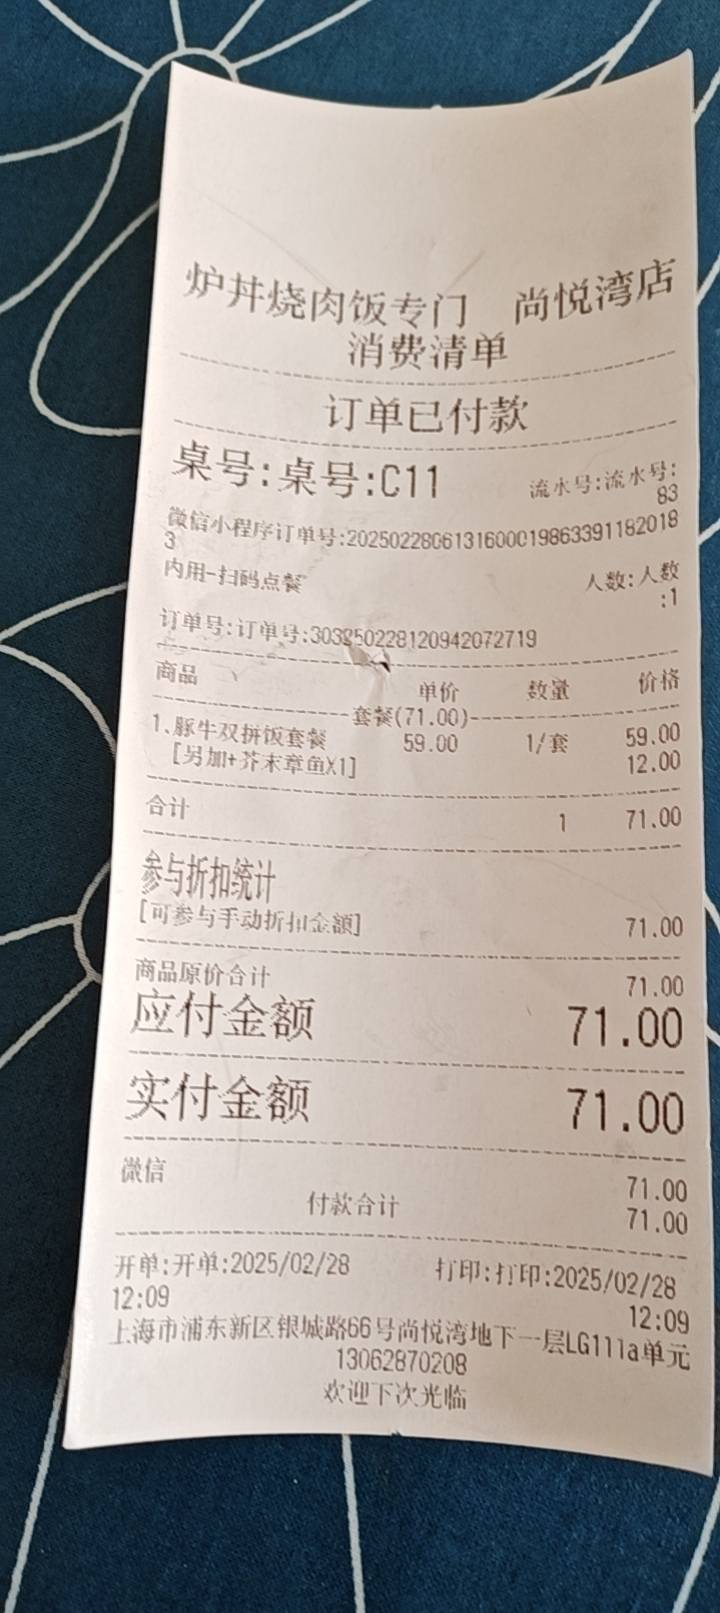 炉丼烧肉饭专门 尚悦湾店
消费清单
订单已付款
桌号:桌号:C11 流水号:流水号:
83
微信小程序订单号:2025022806131600019863391182018
3
内用-扫码点餐 人数:人数
:1
订单号:订单号:303250228120942072719
商品 单价 数量 价格
套餐(71.00)
1.豚牛双拼饭套餐 59.00 1/套 59.00
[另加+芥末章鱼X1] 12.00
合计 1 71.00
参与折扣统计
[可参与手动折扣金额] 71.00
商品原价合计 71.00
应付金额 71.00
实付金额 71.00
微信 71.00
付款合计 71.00
开单:开单:2025/02/28 打印:打印:2025/02/28
12:09 12:09
上海市浦东新区银城路66号尚悦湾地下一层LG111a单元
13062870208
欢迎下次光临